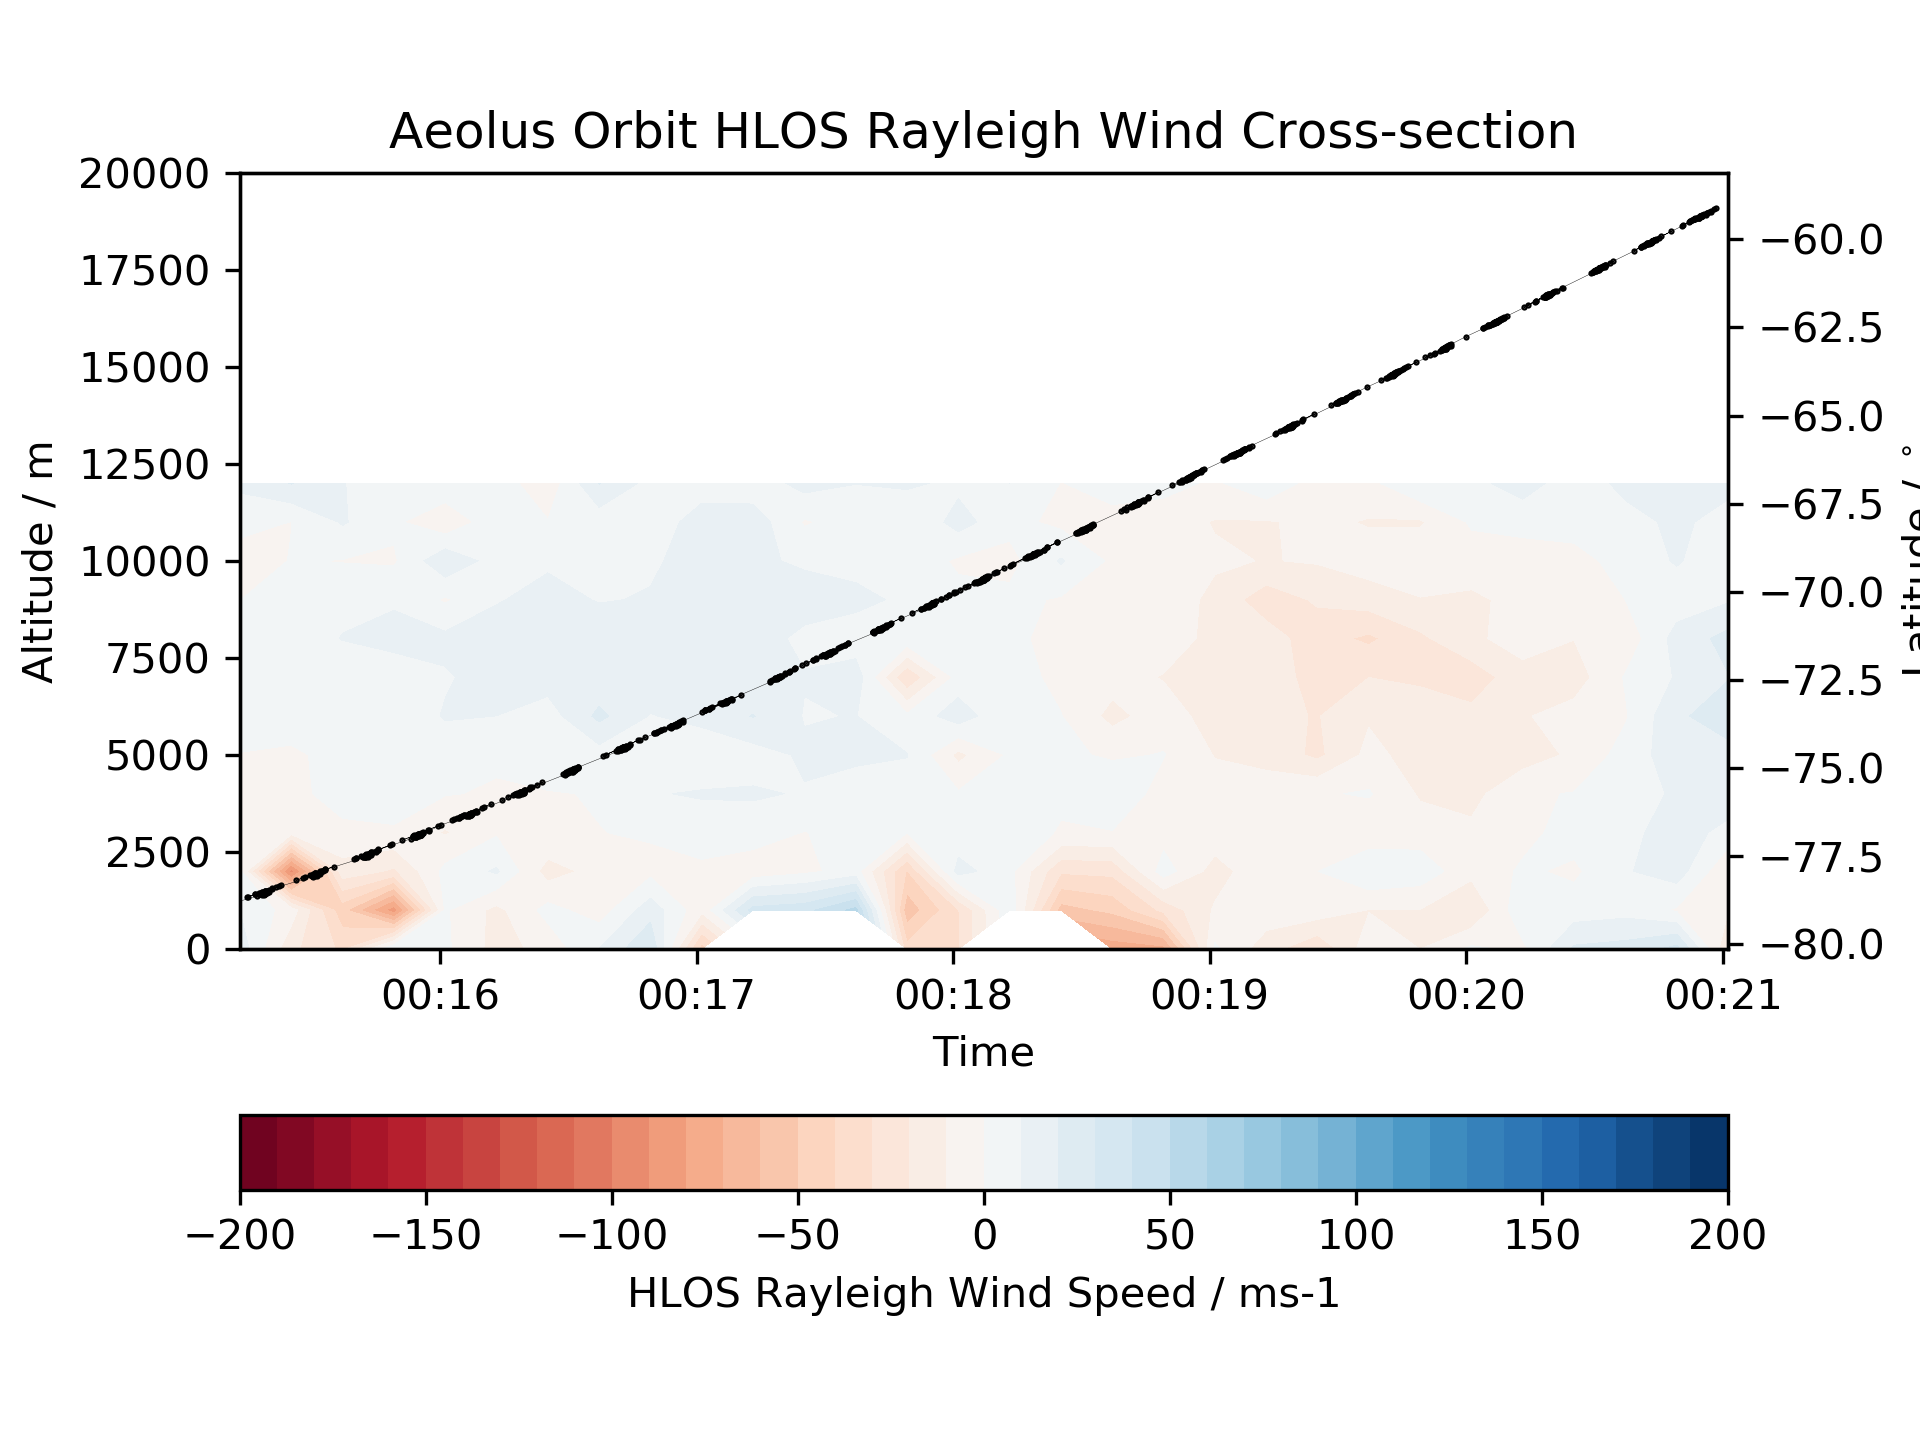 Aeolus Orbit HLOS Rayleigh Wind Cross-section
20000
17500
15000
12500
10000
7500
5000
2500
0
Altitude / m
−60.0
−62.5
−65.0
−67.5
−70.0
−72.5
−75.0
−77.5
−80.0
Latitude / °
00:16 00:17 00:18 00:19 00:20 00:21
Time
−200 −150 −100 −50 0 50 100 150 200
HLOS Rayleigh Wind Speed / ms-1